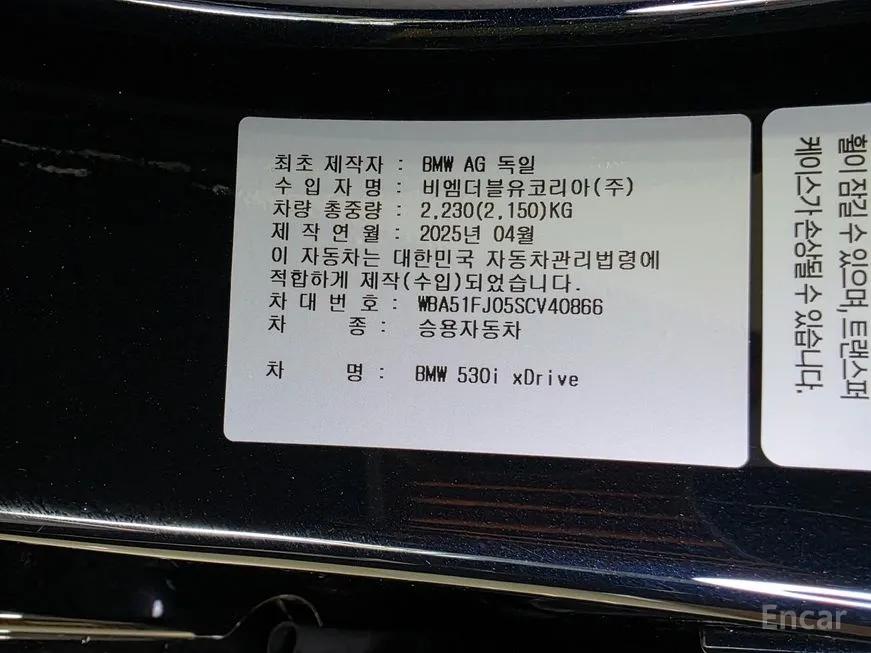 최초 제작자 : BMW AG 독일
수 입 자 명 : 비엠더블유코리아(주)
차량 총중량 : 2,230(2,150)KG
제 작 연 월 : 2025년 04월
이 자동차는 대한민국 자동차관리법령에
적합하게 제작(수입)되었습니다.
차 대 번 호 : WBA51FJ05SCV40866
차 종 : 승용자동차
차 명 : BMW 530i xDrive
휠이 잠길 수 있으며, 트랜스퍼
케이스가 손상될 수 있습니다.
Encar